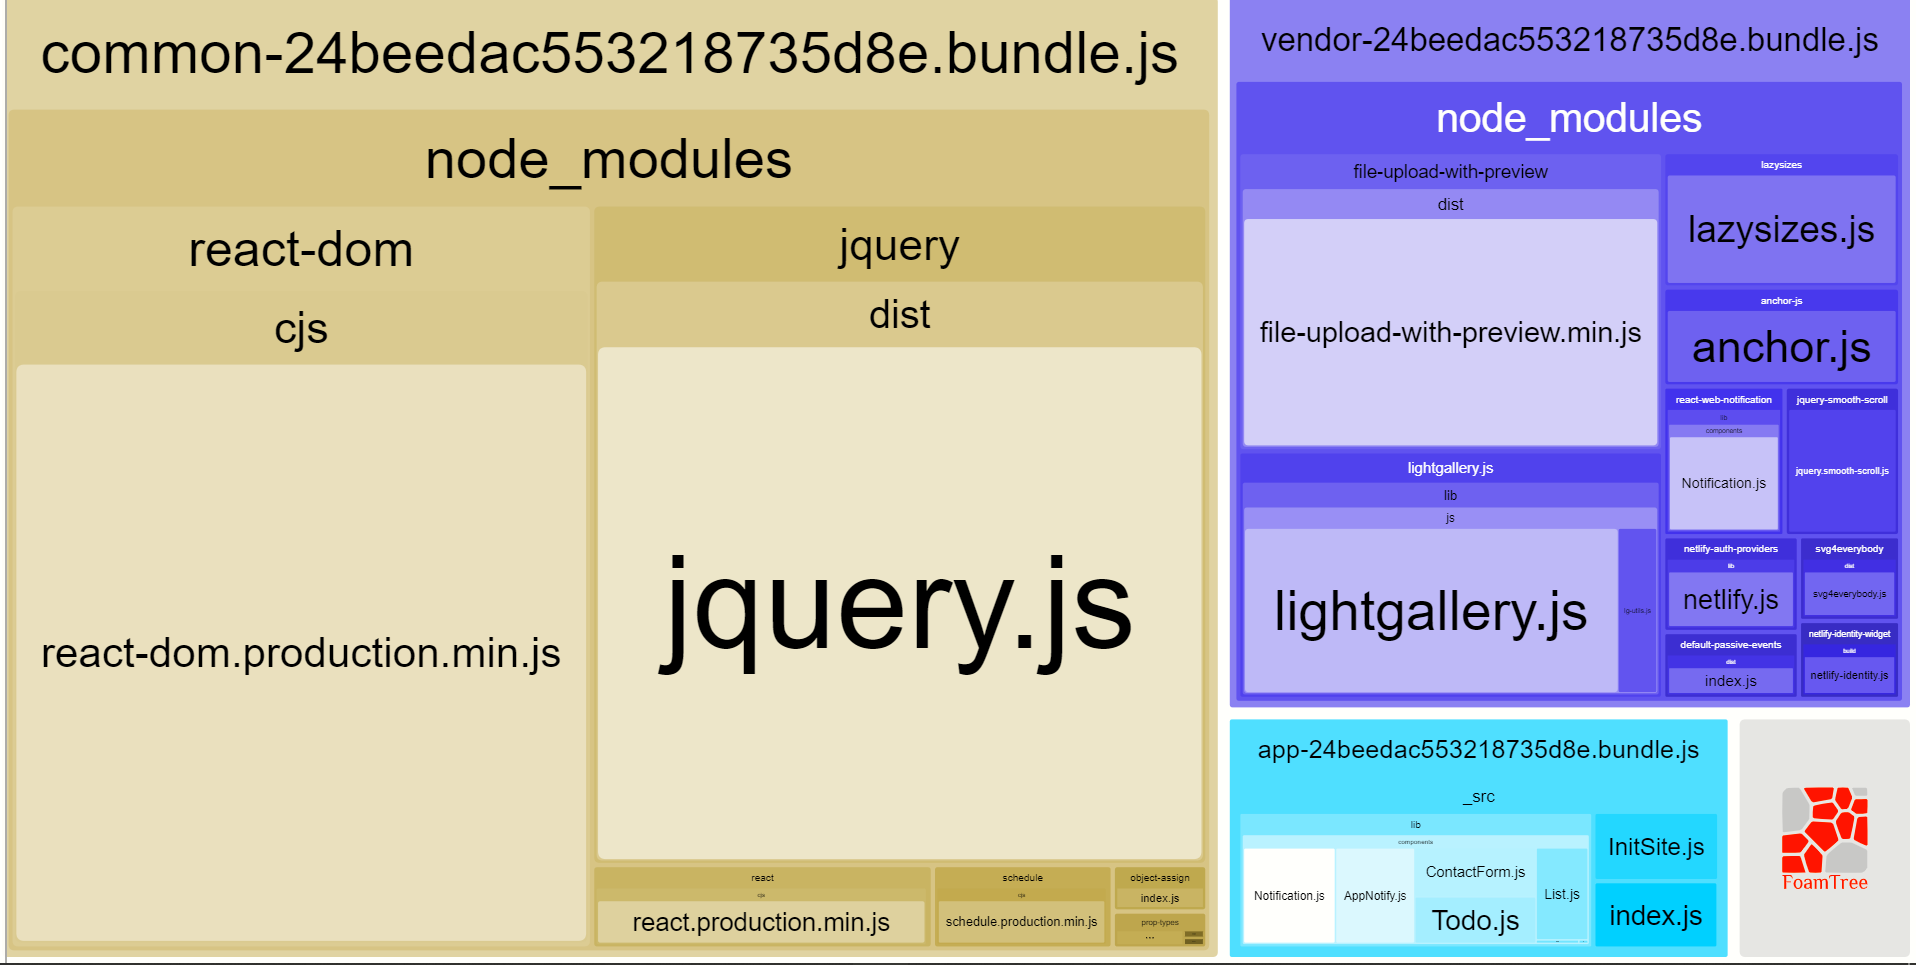 common-24beedac553218735d8e.bundle.js
node_modules
react-dom
cjs
react-dom.production.min.js
jquery
dist
jquery.js
react
cjs
react.production.min.js
schedule
cjs
schedule.production.min.js
object-assign
index.js
prop-types
...
vendor-24beedac553218735d8e.bundle.js
node_modules
file-upload-with-preview
dist
file-upload-with-preview.min.js
lightgallery.js
lib
js
lightgallery.js
lg-utils.js
lazysizes
lazysizes.js
anchor-js
anchor.js
react-web-notification
lib
components
Notification.js
jquery-smooth-scroll
jquery.smooth-scroll.js
netlify-auth-providers
lib
netlify.js
svg4everybody
dist
svg4everybody.js
default-passive-events
dist
index.js
netlify-identity-widget
build
netlify-identity.js
app-24beedac553218735d8e.bundle.js
_src
lib
components
Notification.js
AppNotify.js
ContactForm.js
Todo.js
List.js
InitSite.js
index.js
FoamTree